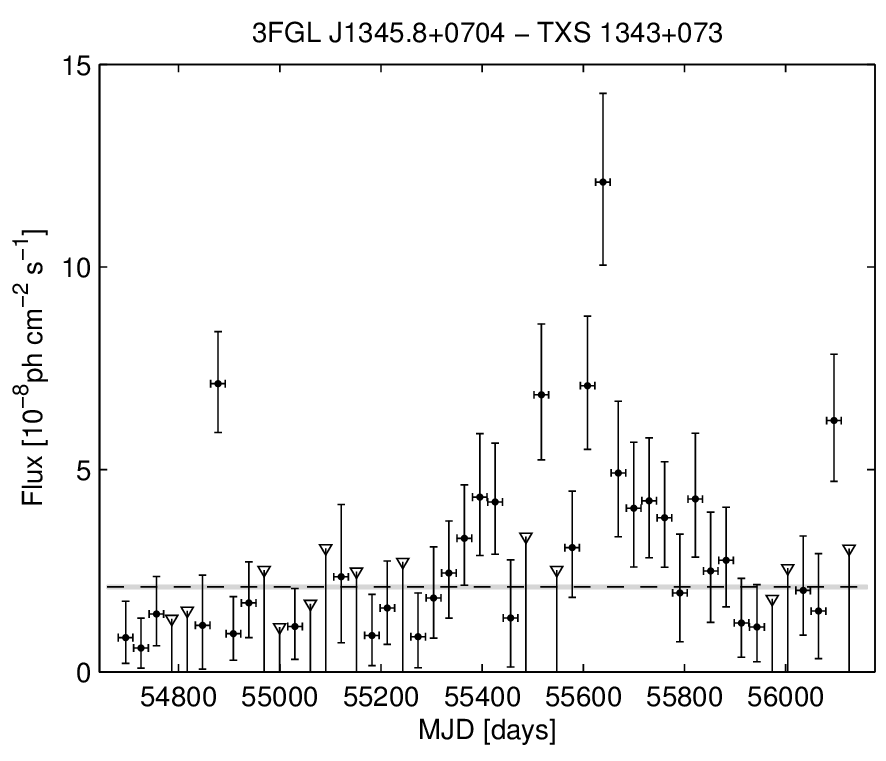 3FGL J1345.8+0704 − TXS 1343+073
15
10
5
0
Flux [10⁻⁸ph cm⁻² s⁻¹]
54800 55000 55200 55400 55600 55800 56000
MJD [days]